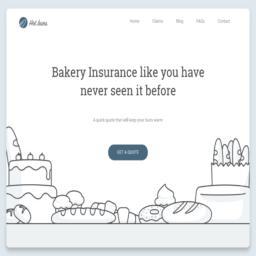 Hot buns
Home Claims Blog FAQs Contact
Bakery Insurance like you have
never seen it before
A quick quote that will keep your buns warm
GET A QUOTE